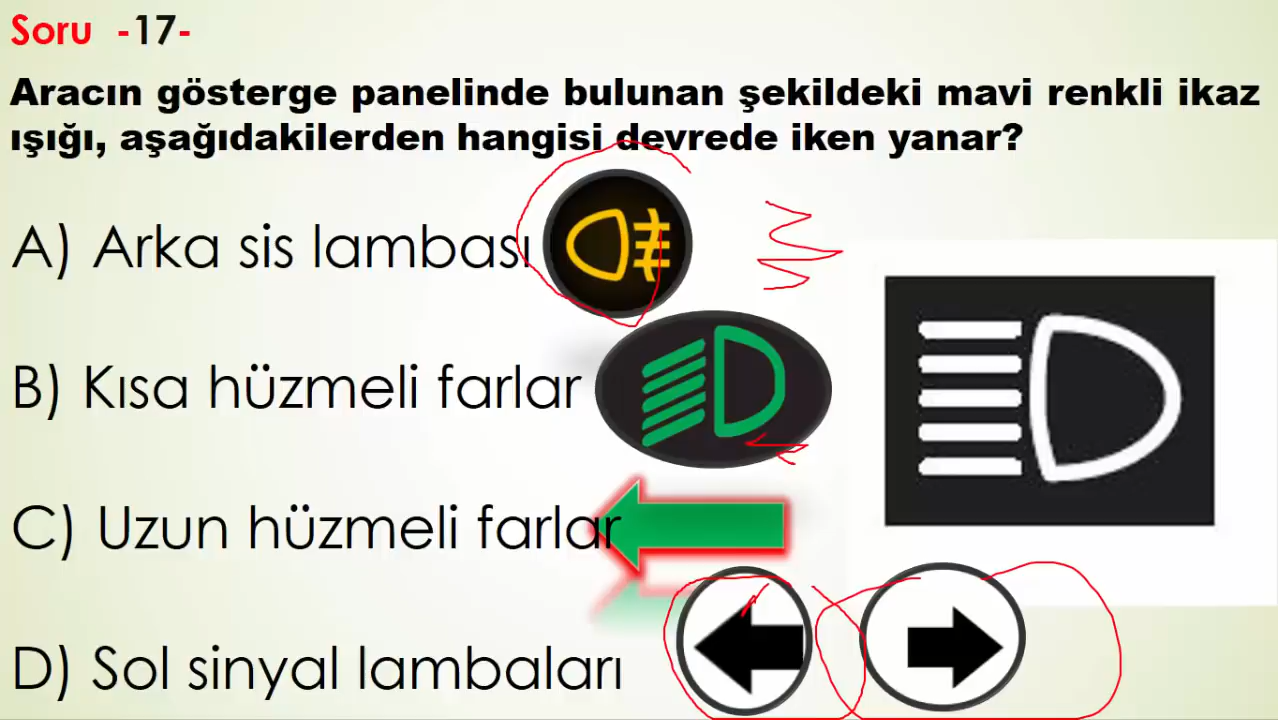 Soru -17-
Aracın gösterge panelinde bulunan şekildeki mavi renkli ikaz
ışığı, aşağıdakilerden hangisi devrede iken yanar?
A) Arka sis lambası
B) Kısa hüzmeli farlar
C) Uzun hüzmeli farlar
D) Sol sinyal lambaları